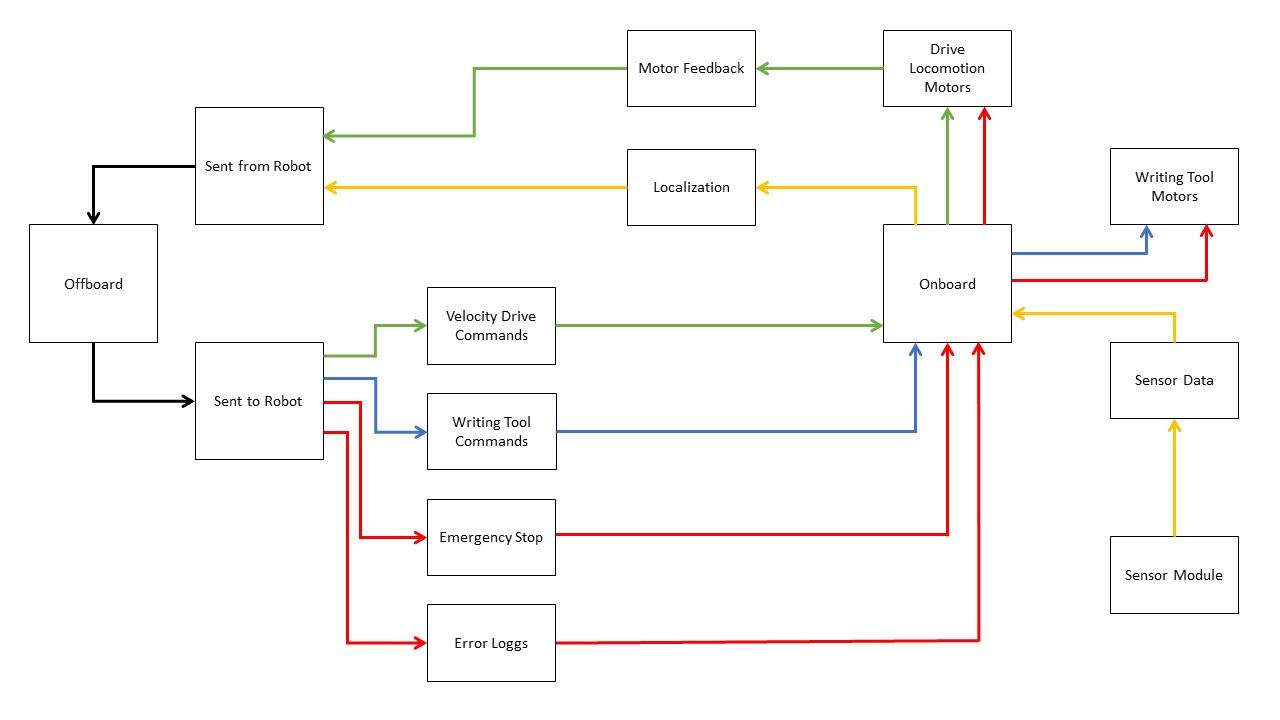 Motor Feedback
Drive
Locomotion
Motors
Sent from Robot
Localization
Writing Tool
Motors
Offboard
Onboard
Velocity Drive
Commands
Sent to Robot
Sensor Data
Writing Tool
Commands
Emergency Stop
Sensor Module
Error Loggs